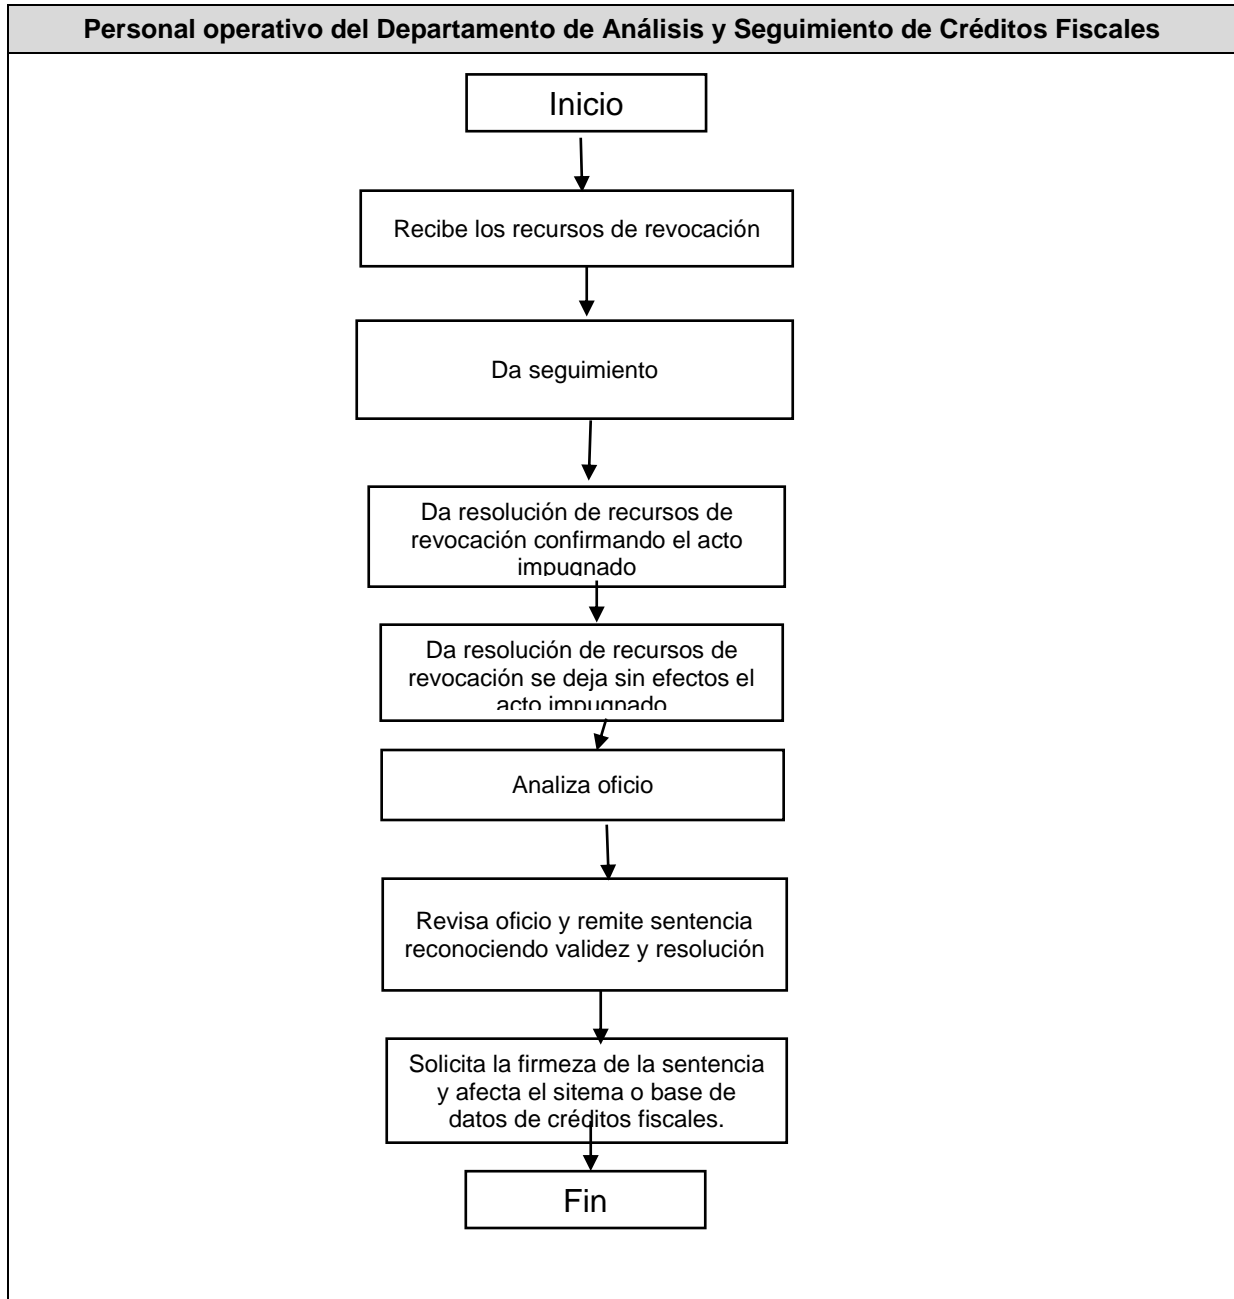 Personal operativo del Departamento de Análisis y Seguimiento de Créditos Fiscales
Inicio
Recibe los recursos de revocación
Da seguimiento
Da resolución de recursos de
revocación confirmando el acto
impugnado
Da resolución de recursos de
revocación se deja sin efectos el
acto impugnado
Analiza oficio
Revisa oficio y remite sentencia
reconociendo validez y resolución
Solicita la firmeza de la sentencia
y afecta el sitema o base de
datos de créditos fiscales.
Fin